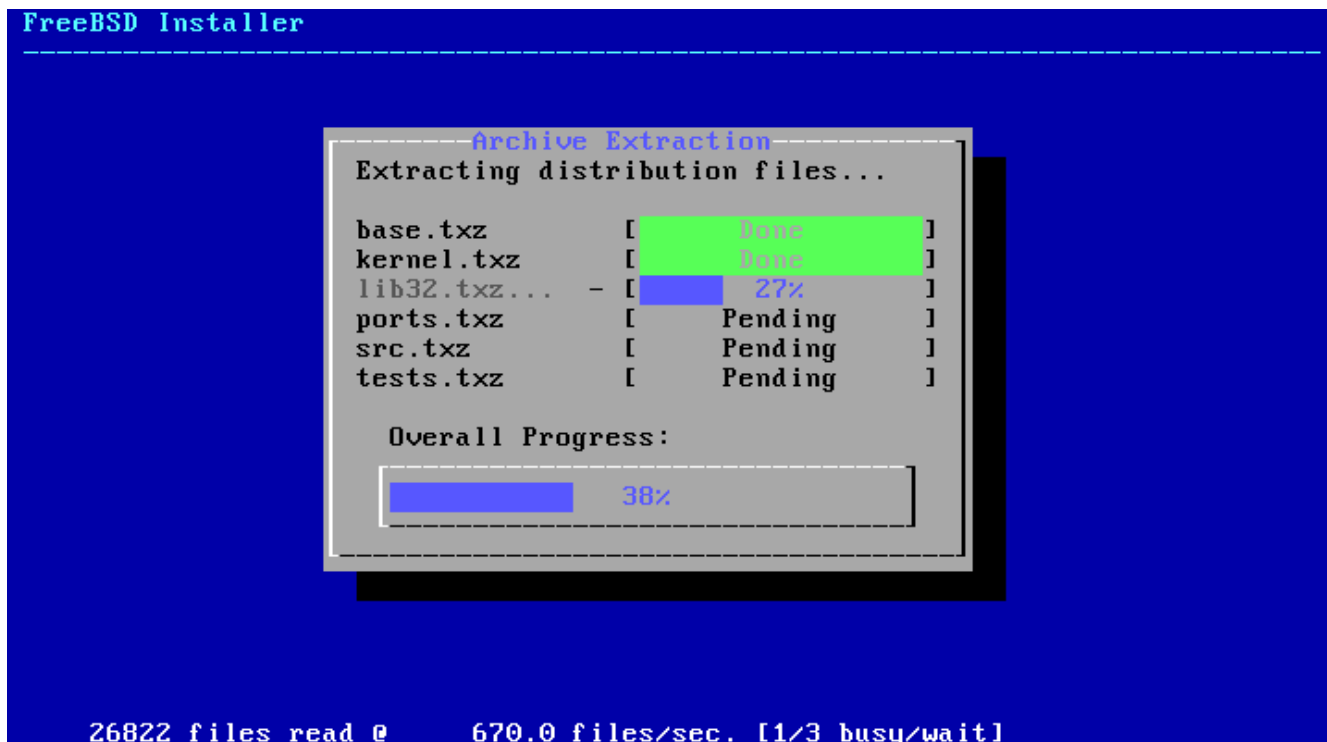 FreeBSD Installer
Archive Extraction
Extracting distribution files...
base.txz [ Done ]
kernel.txz [ Done ]
lib32.txz... - [ 27% ]
ports.txz [ Pending ]
src.txz [ Pending ]
tests.txz [ Pending ]
Overall Progress:
38%
26822 files read @ 670.0 files/sec. [1/3 busy/wait]